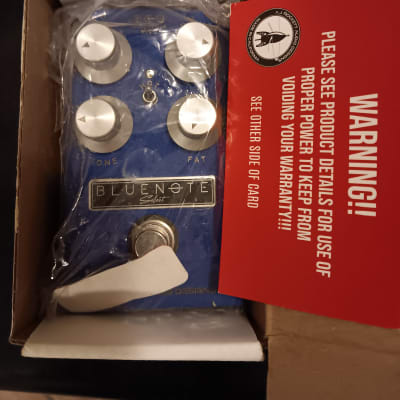 TONE
FAT
BLUENOTE
Select
WARNING!!
PLEASE SEE PRODUCT DETAILS FOR USE OF
PROPER POWER TO KEEP FROM
VOIDING YOUR WARRANTY!!!
SEE OTHER SIDE OF CARD